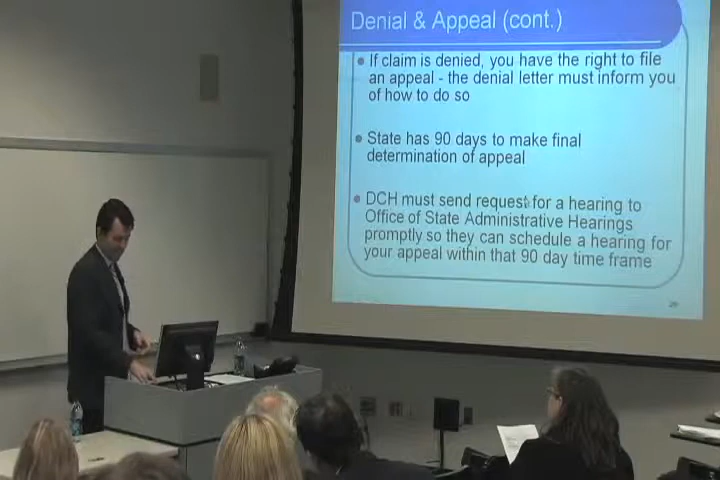 Denial & Appeal (cont.)
If claim is denied, you have the right to file
an appeal - the denial letter must inform you
of how to do so
State has 90 days to make final
determination of appeal
DCH must send request for a hearing to
Office of State Administrative Hearings
promptly so they can schedule a hearing for
your appeal within that 90 day time frame